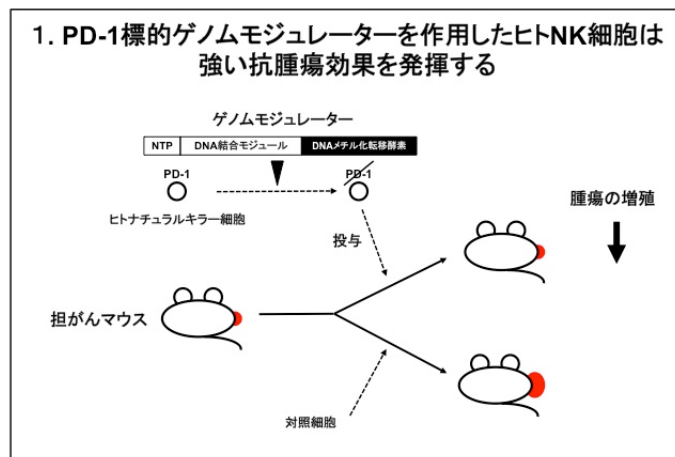 1. PD-1標的ゲノムモジュレーターを作用したヒトNK細胞は
強い抗腫瘍効果を発揮する
ゲノムモジュレーター
NTP DNA結合モジュール DNAメチル化転移酵素
PD-1 PD-1
ヒトナチュラルキラー細胞
腫瘍の増殖
投与
担がんマウス
対照細胞